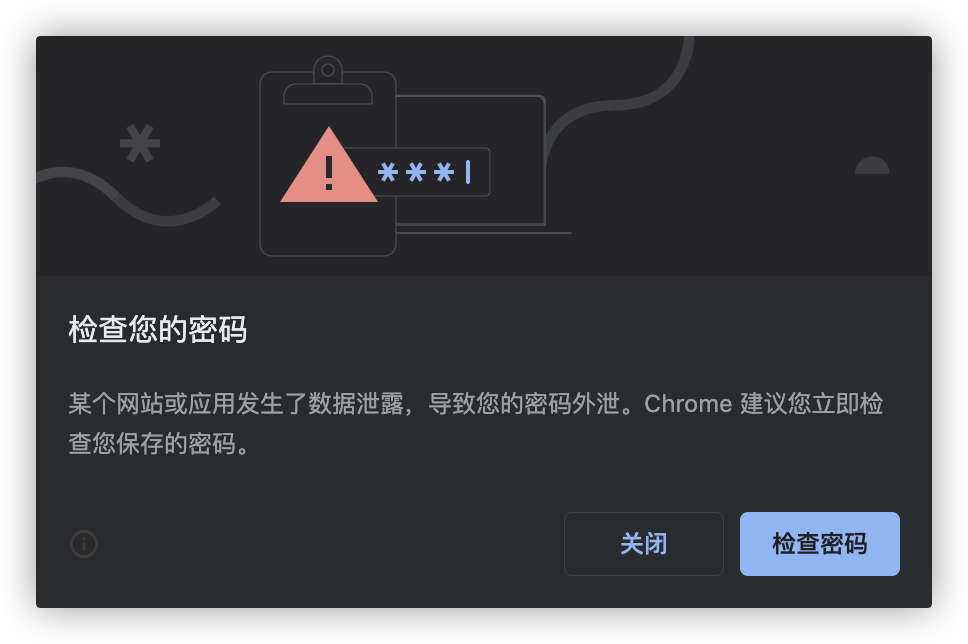 ***
检查您的密码
某个网站或应用发生了数据泄露，导致您的密码外泄。Chrome 建议您立即检
查您保存的密码。
关闭
检查密码